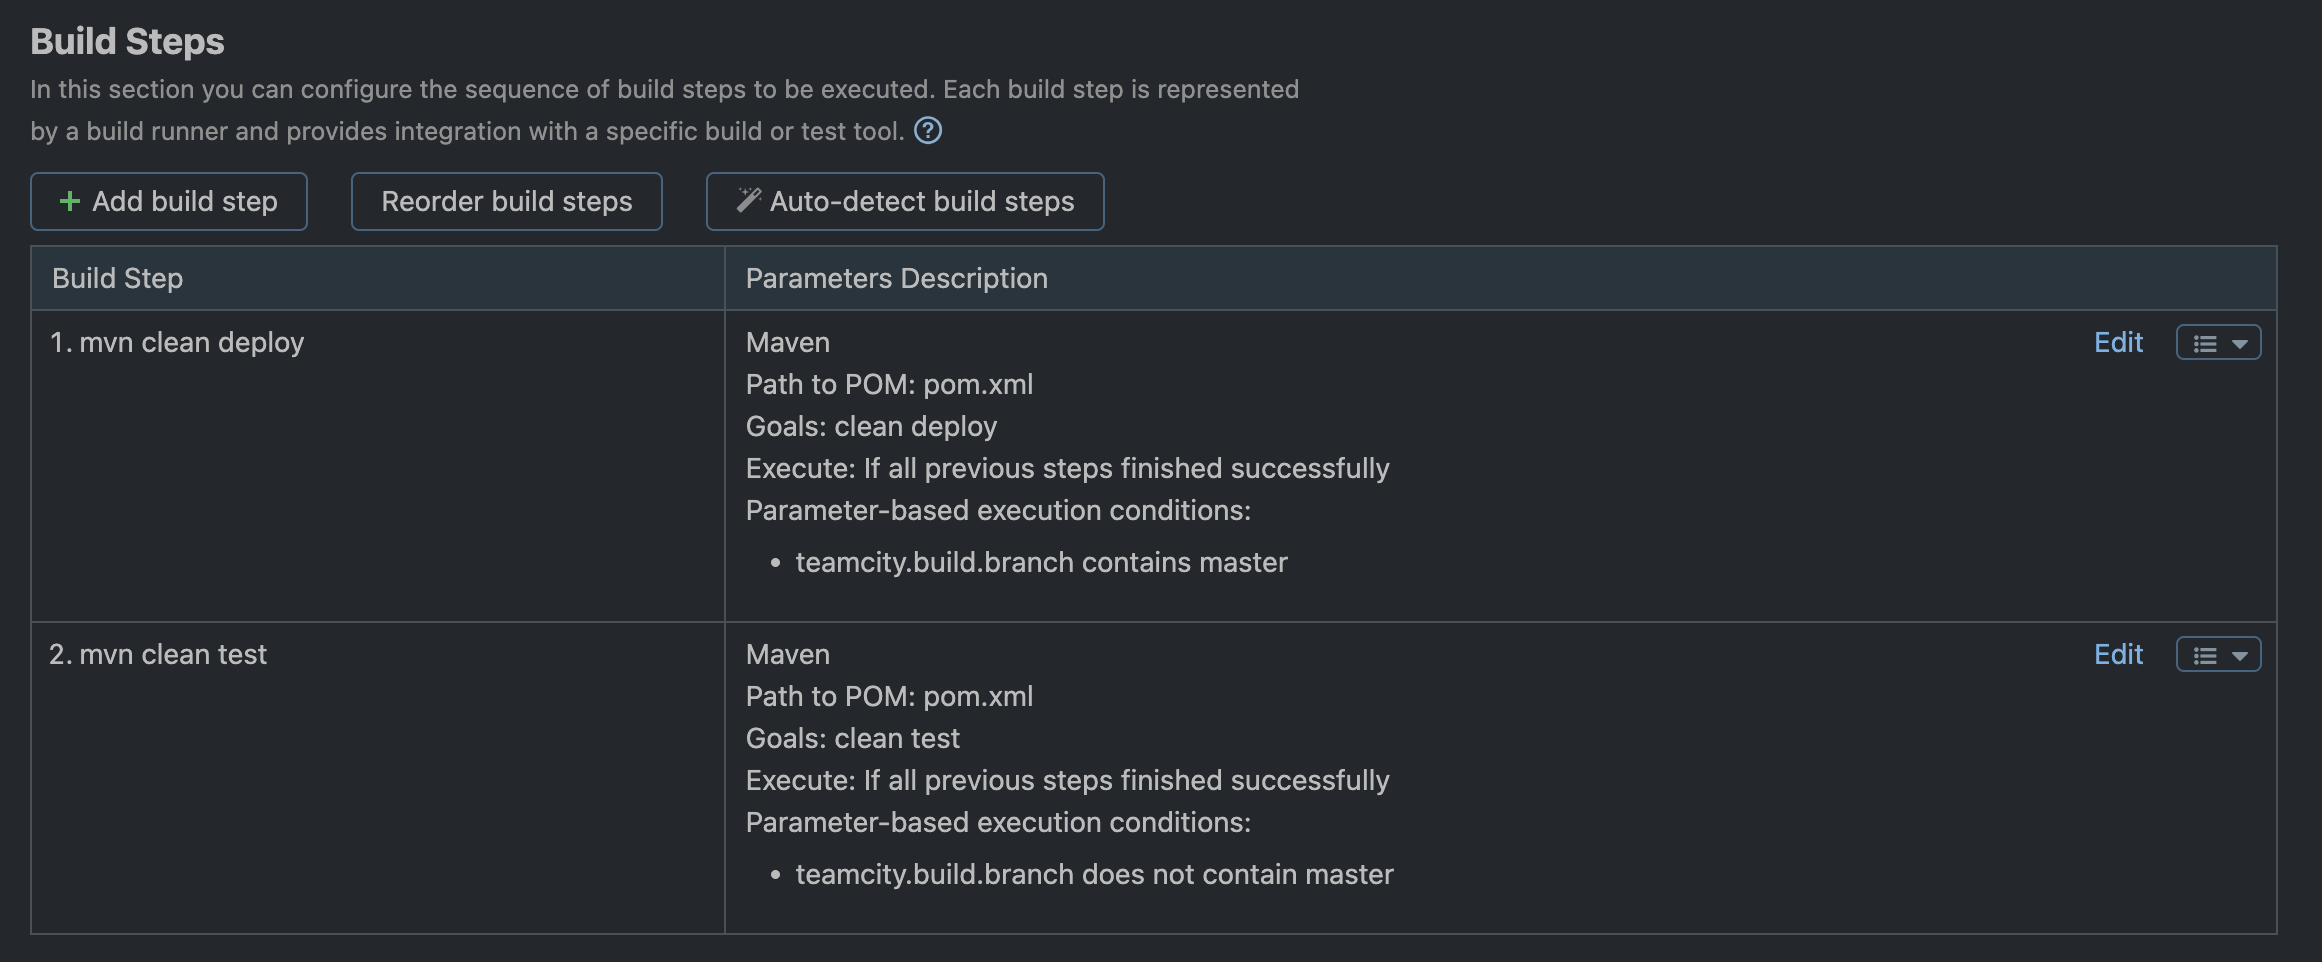 Build Steps
In this section you can configure the sequence of build steps to be executed. Each build step is represented
by a build runner and provides integration with a specific build or test tool. ?
+ Add build step
Reorder build steps
Auto-detect build steps
Build Step
Parameters Description
1. mvn clean deploy
Maven
Edit
Path to POM: pom.xml
Goals: clean deploy
Execute: If all previous steps finished successfully
Parameter-based execution conditions:
• teamcity.build.branch contains master
2. mvn clean test
Maven
Edit
Path to POM: pom.xml
Goals: clean test
Execute: If all previous steps finished successfully
Parameter-based execution conditions:
• teamcity.build.branch does not contain master